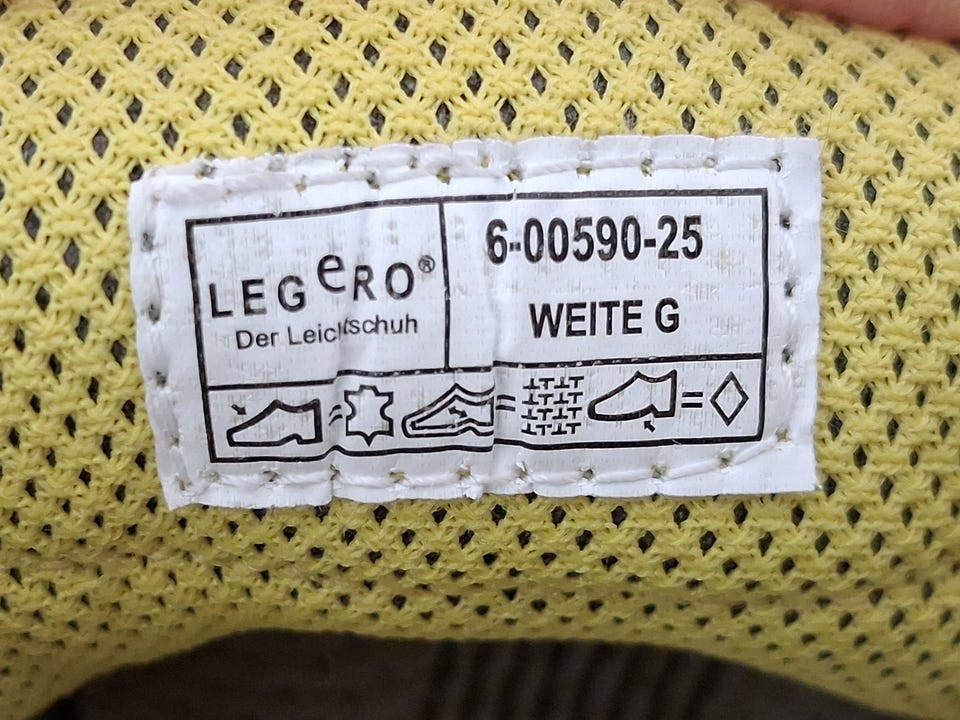 LEGeRO®
Der Leichtschuh
6-00590-25
WEITE G